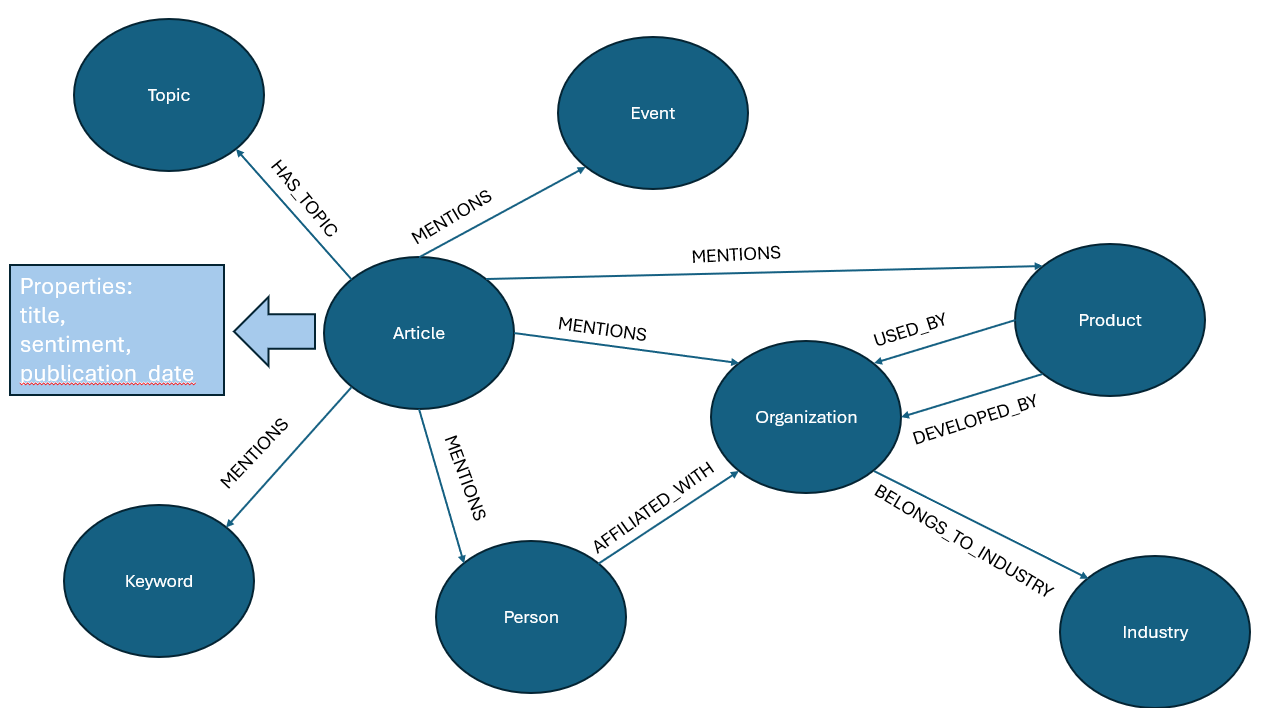 Topic
Event
HAS_TOPIC
MENTIONS
MENTIONS
Properties:
title,
sentiment,
publication_date
Article
MENTIONS
USED_BY
Product
Organization
DEVELOPED_BY
MENTIONS
MENTIONS
AFFILIATED_WITH
BELONGS_TO_INDUSTRY
Keyword
Person
Industry